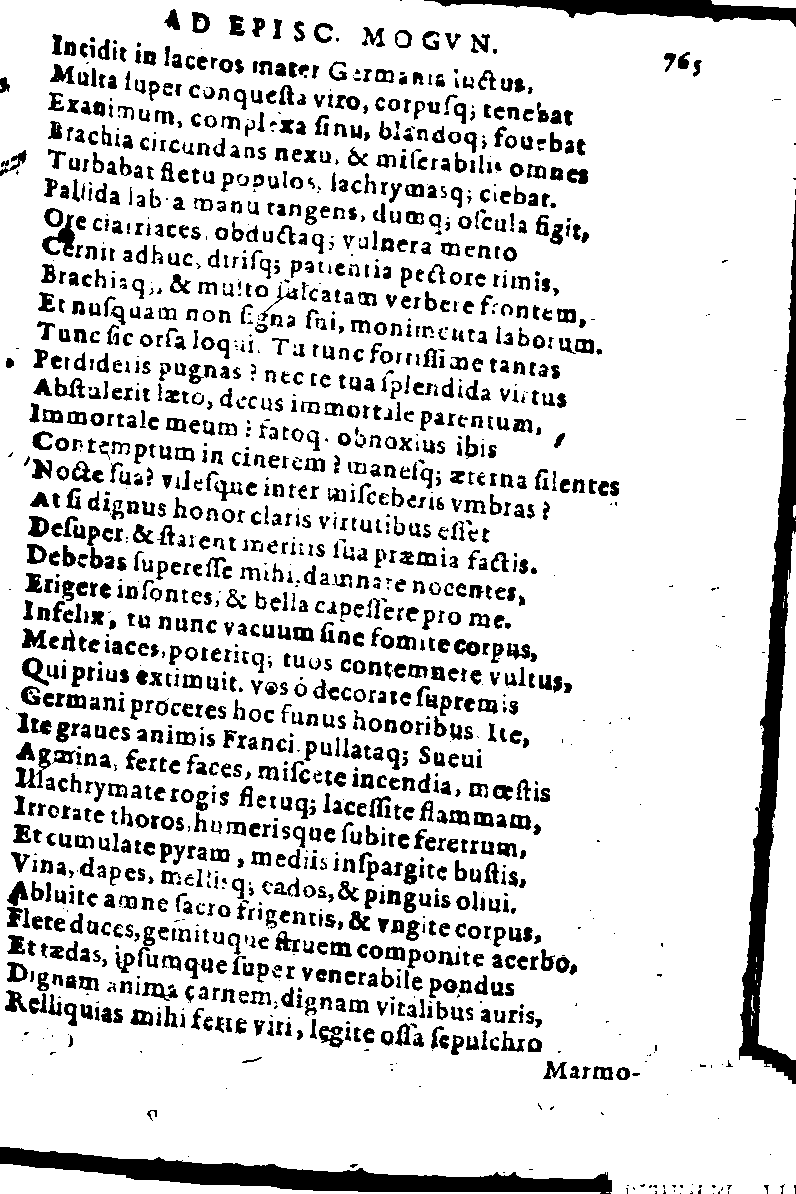 AD EPISC. MOGVN.
765
Incidit in laceros mater Germania luctus,
Multa ſuper conqueſta viro, corpuſq; tenebat
Exanimum, complexa ſinu, blandoq; fouebat
Brachia circundans nexu, & miſerabilis omnes
Turbabat fletu populos, lachrymasq; ciebat.
Pallida labra manu tangens, dumq; oſcula figit,
Ore cicatrices, obductaq; vulnera mento
Cernit adhuc, diriſq; patientia pectore rimis,
Brachiaq;, & multo ſulcatam verbere frontem,
Et nuſquam non ſigna ſui, monimenta laborum.
Tunc ſic orſa loqui. Tu tunc fortiſſime tantas
Perdideris pugnas? nec te tua ſplendida virtus
Abſtulerit læto, decus immortale parentum,
Immortale meum? fatoq. obnoxius ibis
Contemptum in cinerem? maneſq; æterna ſilentes
Nocte ſua? vileſque inter miſceberis vmbras?
At ſi dignus honor claris virtutibus eſſet
Deſuper, & ſtarent meritis ſua præmia factis.
Debebas ſupereſſe mihi, damnare nocentes,
Erigere inſontes, & bella capeſſere pro me.
Infelix, tu nunc vacuum ſine fomite corpus,
Mente iaces, poteritq; tuos contemnere vultus,
Qui prius extimuit. vos ó decorate ſupremis
Germani proceres hoc funus honoribus. Ite,
Ite graues animis Franci, pullataq; Sueui
Agmina, ferte faces, miſcete incendia, mœſtis
Illachrymate rogis fletuq; laceſſite flammam,
Irrorate thoros, humerisque ſubite feretrum,
Et cumulate pyram, mediis inſpargite buſtis,
Vina, dapes, melliſq; cados, & pinguis oliui.
Abluite amne ſacro frigentis, & vngite corpus,
Flete duces, gemituque ſtruem componite acerbo,
Et tædas, ipſumque ſuper venerabile pondus
Dignam anima carnem, dignam vitalibus auris,
Relliquias mihi ferte viri, legite oſſa ſepulchro
Marmo-